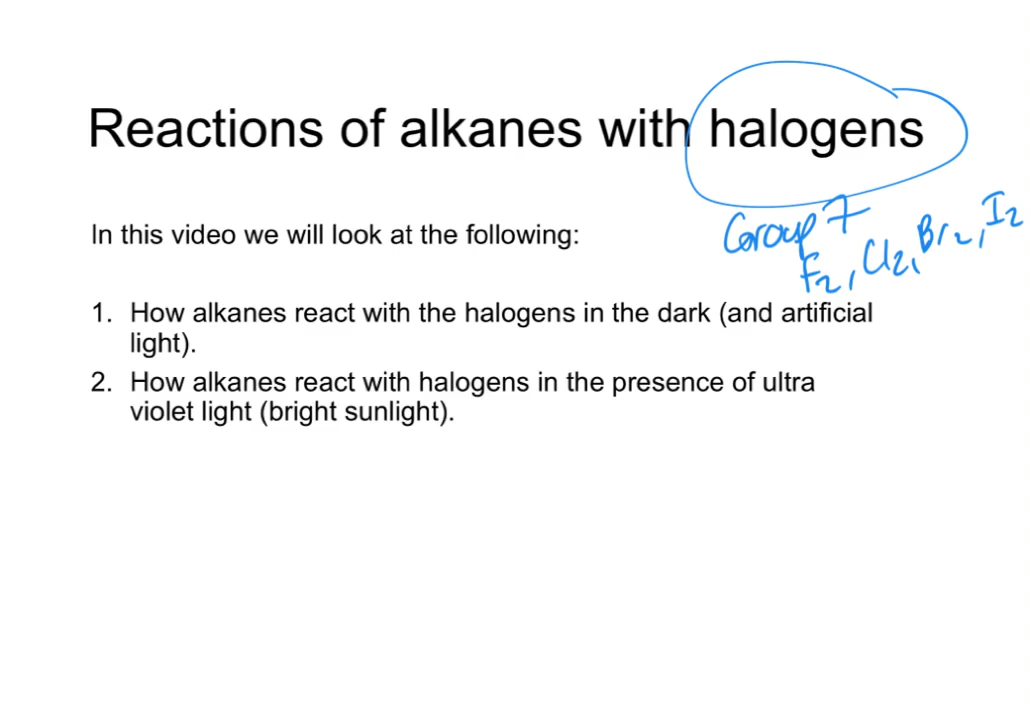 Reactions of alkanes with halogens
Group 7
F2, Cl2, Br2, I2
In this video we will look at the following:
1. How alkanes react with the halogens in the dark (and artificial
light).
2. How alkanes react with halogens in the presence of ultra
violet light (bright sunlight).